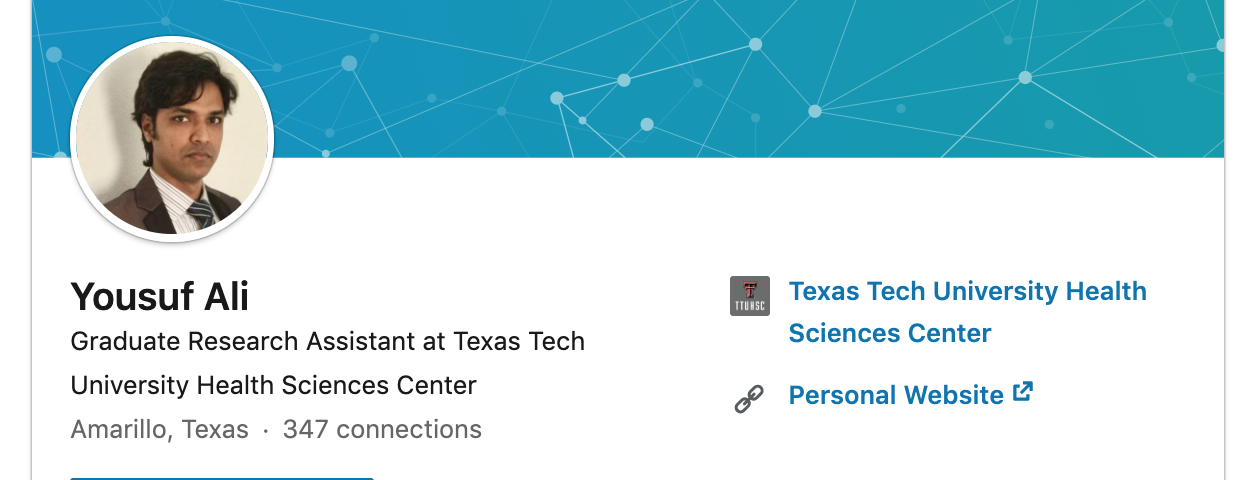 Yousuf Ali
Graduate Research Assistant at Texas Tech
University Health Sciences Center
Amarillo, Texas · 347 connections
TTUHSC
Texas Tech University Health
Sciences Center
Personal Website